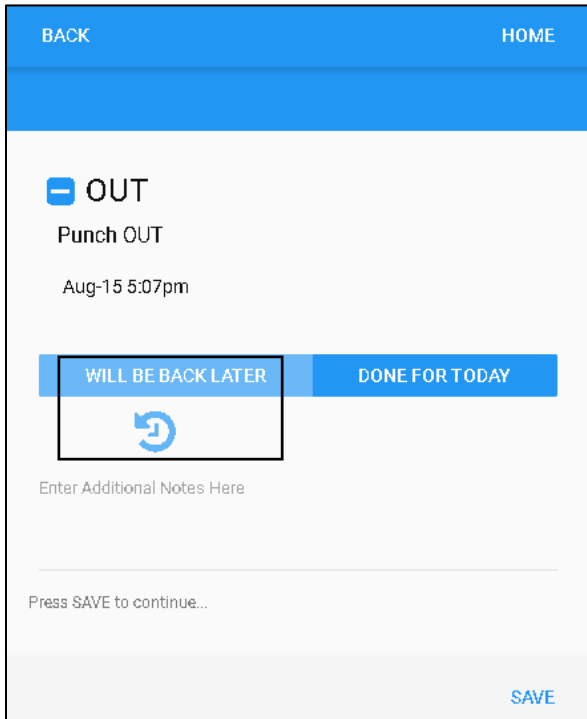 BACK HOME
OUT
Punch OUT
Aug-15 5:07pm
WILL BE BACK LATER DONE FOR TODAY
Enter Additional Notes Here
Press SAVE to continue...
SAVE